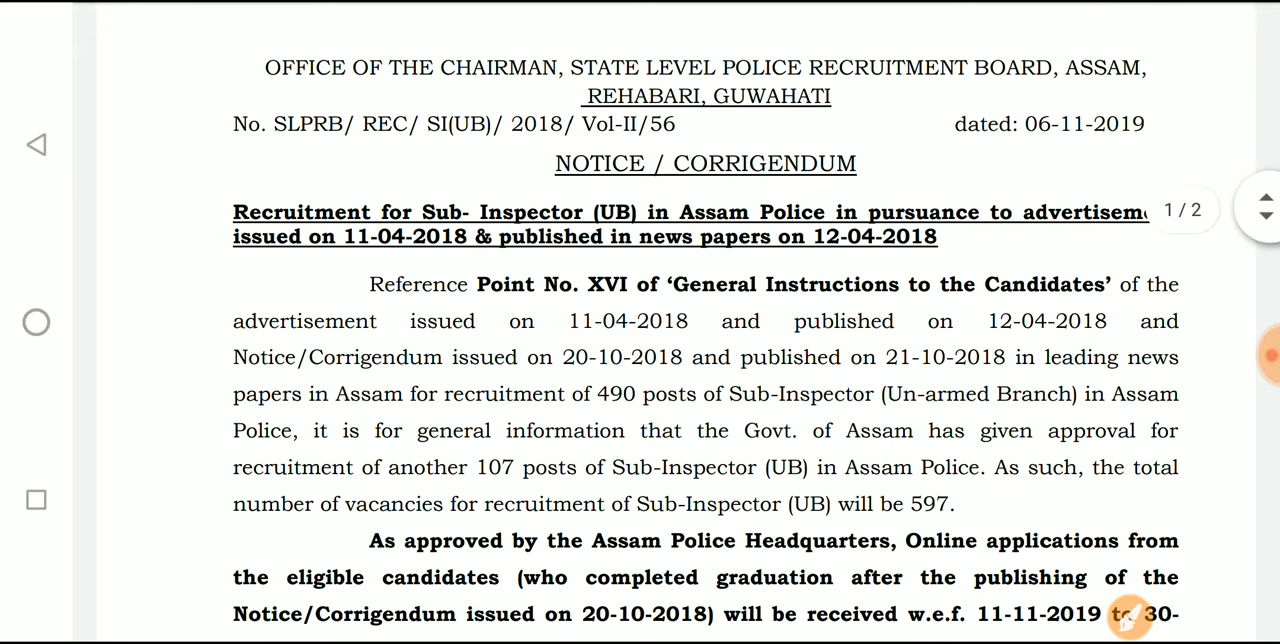 OFFICE OF THE CHAIRMAN, STATE LEVEL POLICE RECRUITMENT BOARD, ASSAM,
REHABARI, GUWAHATI
No. SLPRB/ REC/ SI(UB)/ 2018/ Vol-II/56 dated: 06-11-2019
NOTICE / CORRIGENDUM
Recruitment for Sub- Inspector (UB) in Assam Police in pursuance to
1 / 2
issued on 11-04-2018 & published in news papers on 12-04-2018
Reference Point No. XVI of ‘General Instructions to the Candidates’ of the
advertisement issued on 11-04-2018 and published on 12-04-2018 and
Notice/Corrigendum issued on 20-10-2018 and published on 21-10-2018 in leading news
papers in Assam for recruitment of 490 posts of Sub-Inspector (Un-armed Branch) in Assam
Police, it is for general information that the Govt. of Assam has given approval for
recruitment of another 107 posts of Sub-Inspector (UB) in Assam Police. As such, the total
number of vacancies for recruitment of Sub-Inspector (UB) will be 597.
As approved by the Assam Police Headquarters, Online applications from
the eligible candidates (who completed graduation after the publishing of the
Notice/Corrigendum issued on 20-10-2018) will be received w.e.f. 11-11-2019 to 30-